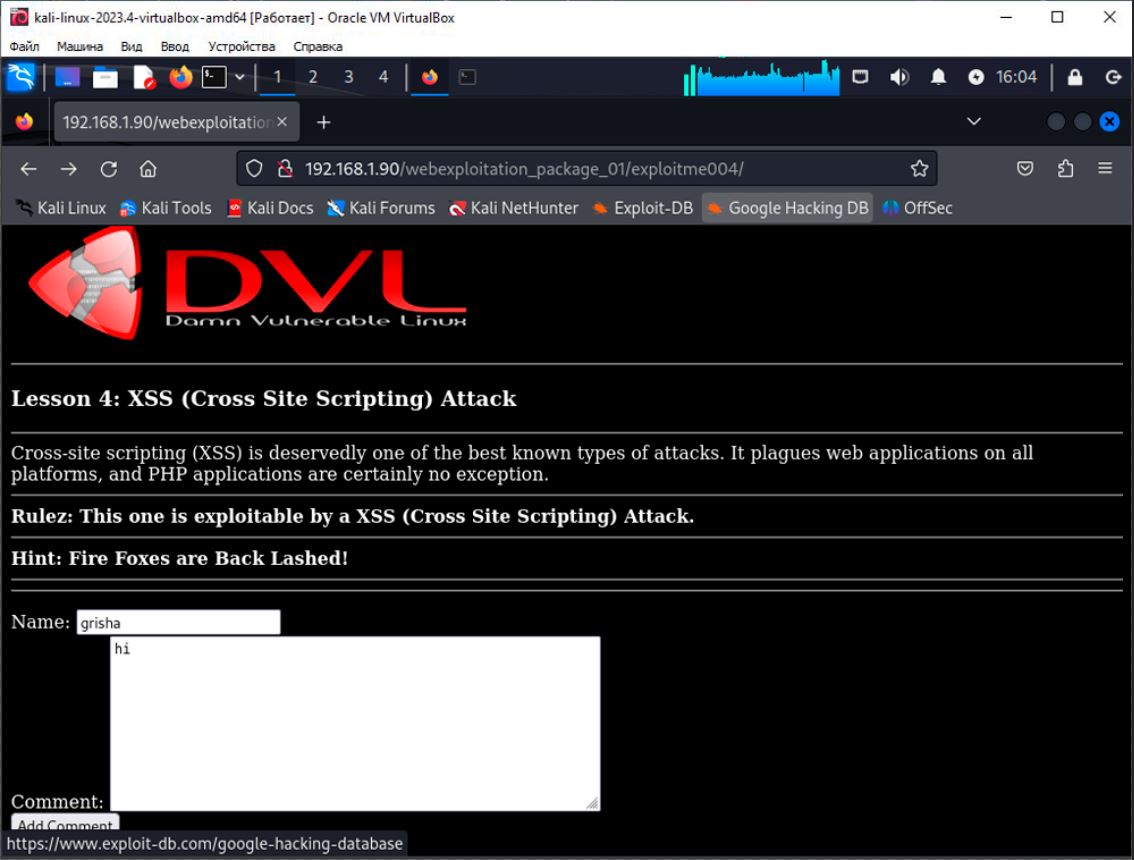 kali-linux-2023.4-virtualbox-amd64 [Работает] - Oracle VM VirtualBox
Файл Машина Вид Ввод Устройства Справка
1 2 3 4 16:04
192.168.1.90/webexploitation
192.168.1.90/webexploitation_package_01/exploitme004/
Kali Linux Kali Tools Kali Docs Kali Forums Kali NetHunter Exploit-DB Google Hacking DB OffSec
DVL
Damn Vulnerable Linux
Lesson 4: XSS (Cross Site Scripting) Attack
Cross-site scripting (XSS) is deservedly one of the best known types of attacks. It plagues web applications on all
platforms, and PHP applications are certainly no exception.
Rulez: This one is exploitable by a XSS (Cross Site Scripting) Attack.
Hint: Fire Foxes are Back Lashed!
Name: grisha
hi
Comment:
Add Comment
https://www.exploit-db.com/google-hacking-database